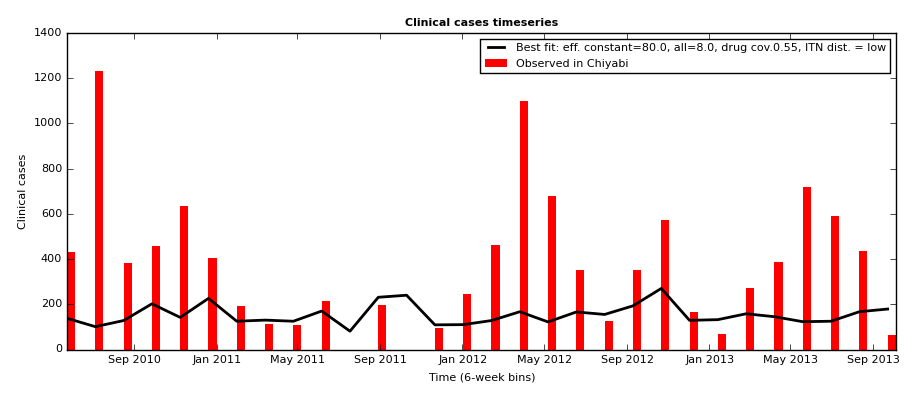 Clinical cases timeseries
Best fit: eff. constant=80.0, all=8.0, drug cov.0.55, ITN dist. = low
Observed in Chiyabi
Clinical cases
1400
1200
1000
800
600
400
200
0
Sep 2010 Jan 2011 May 2011 Sep 2011 Jan 2012 May 2012 Sep 2012 Jan 2013 May 2013 Sep 2013
Time (6-week bins)